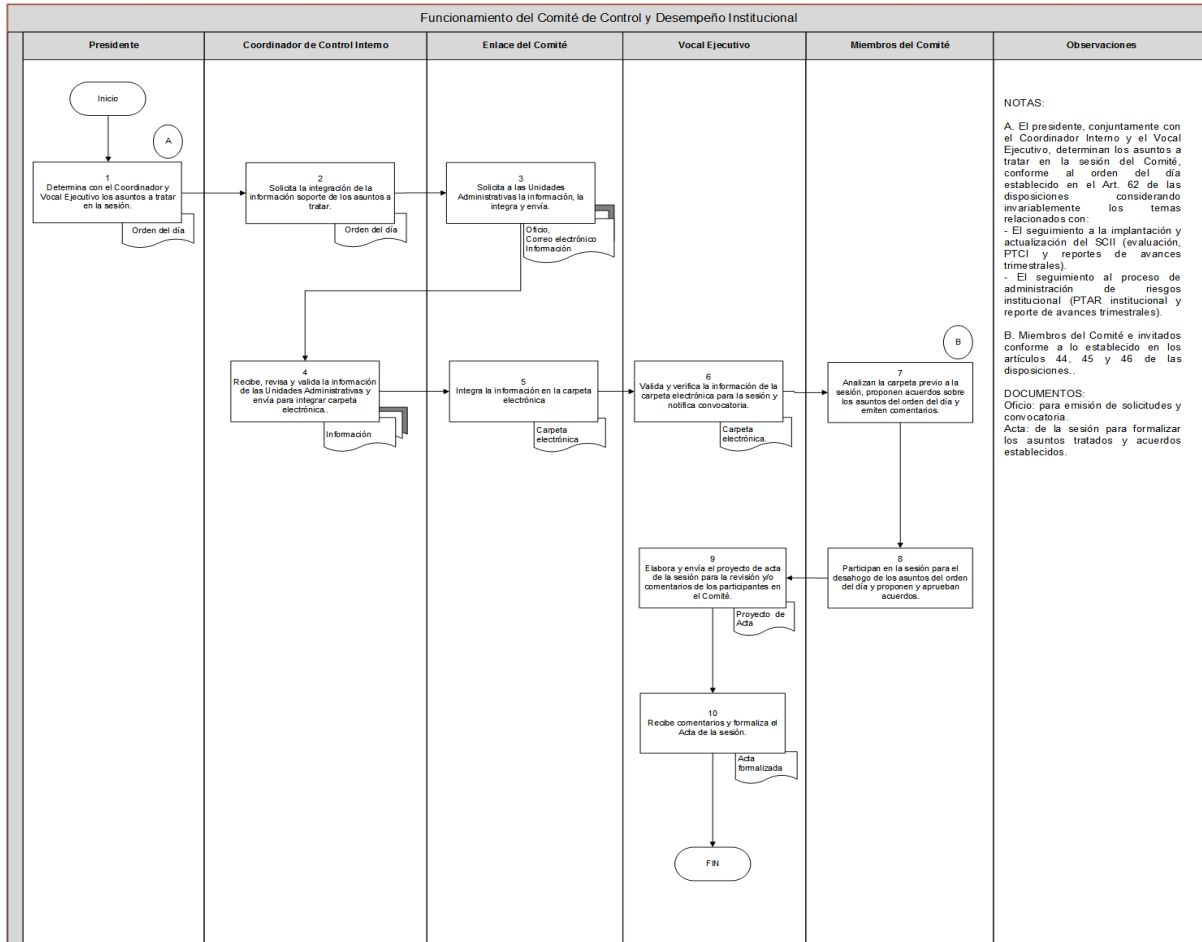 Funcionamiento del Comité de Control y Desempeño Institucional
Presidente
Coordinador de Control Interno
Enlace del Comité
Vocal Ejecutivo
Miembros del Comité
Observaciones
Inicio
A
1
Determina con el Coordinador y
Vocal Ejecutivo los asuntos a tratar
en la sesión.
Orden del día
2
Solicita la integración de la
información soporte de los asuntos a
tratar.
Orden del día
3
Solicita a las Unidades
Administrativas la información, la
integra y envía.
Oficio,
Correo electrónico
Información
4
Recibe, revisa y valida la información
de las Unidades Administrativas y
envía para integrar carpeta
electrónica..
Información
5
Integra la información en la carpeta
electrónica
Carpeta
electrónica
6
Valida y verifica la información de la
carpeta electrónica para la sesión y
notifica convocatoria.
Carpeta
electrónica.
B
7
Analizan la carpeta previo a la
sesión, proponen acuerdos sobre
los asuntos del orden del día y
emiten comentarios.
8
Participan en la sesión para el
desahogo de los asuntos del orden
del día y proponen y aprueban
acuerdos.
9
Elabora y envía el proyecto de acta
de la sesión para la revisión y/o
comentarios de los participantes en
el Comité.
Proyecto de
Acta
10
Recibe comentarios y formaliza el
Acta de la sesión.
Acta
formalizada
FIN
NOTAS:
A. El presidente, conjuntamente con
el Coordinador Interno y el Vocal
Ejecutivo, determinan los asuntos a
tratar en la sesión del Comité,
conforme al orden del día
establecido en el Art. 62 de las
disposiciones considerando
invariablemente los temas
relacionados con:
- El seguimiento a la implantación y
actualización del SCII (evaluación,
PTCI y reportes de avances
trimestrales).
- El seguimiento al proceso de
administración de riesgos
institucional (PTAR institucional y
reporte de avances trimestrales).
B. Miembros del Comité e invitados
conforme a lo establecido en los
artículos 44, 45 y 46 de las
disposiciones..
DOCUMENTOS:
Oficio: para emisión de solicitudes y
convocatoria.
Acta: de la sesión para formalizar
los asuntos tratados y acuerdos
establecidos.